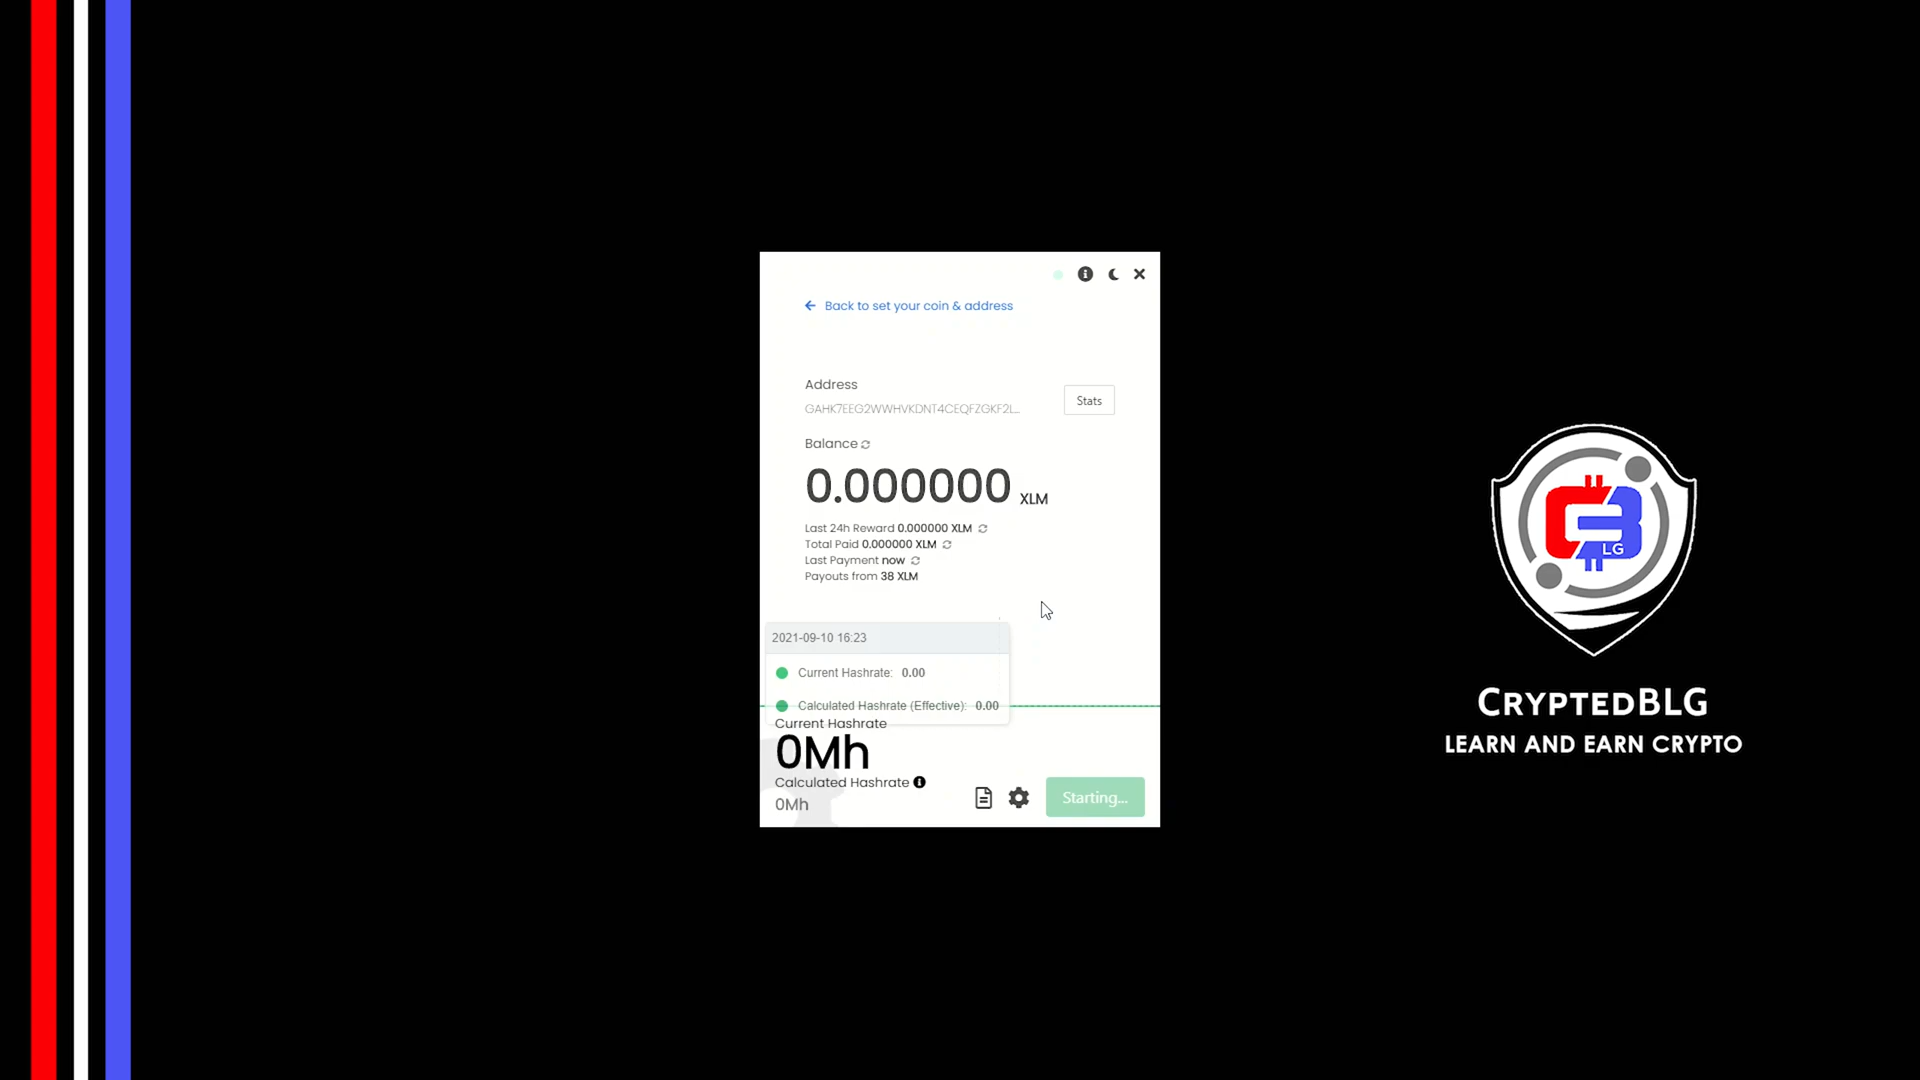 Back to set your coin & address
Address
GAHK7EEG2WWHVKDNT4CEQFZGKF2L...
Stats
Balance
0.000000 XLM
Last 24h Reward 0.000000 XLM
Total Paid 0.000000 XLM
Last Payment now
Payouts from 38 XLM
2021-09-10 16:23
Current Hashrate: 0.00
Calculated Hashrate (Effective): 0.00
Current Hashrate
0Mh
Calculated Hashrate
0Mh
Starting...
CB
LG
CRYPTEDBLG
LEARN AND EARN CRYPTO